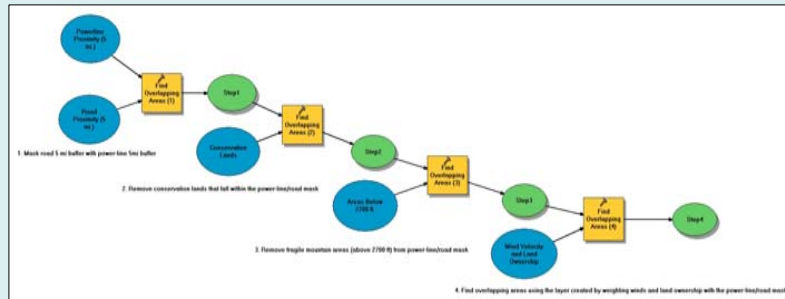 Powerline
Proximity (5
mi.)
Find
Overlapping
Areas (1)
Step1
Road
Proximity (5
mi.)
1. Mask road 5 mi buffer with power-line 5mi buffer
Find
Overlapping
Areas (2)
Conservation
Lands
Step2
2. Remove conservation lands that fall within the power-line/road mask
Find
Overlapping
Areas (3)
Areas Below
2700 ft
Step3
3. Remove fragile mountain areas (above 2700 ft) from power-line/road mask
Find
Overlapping
Areas (4)
Step4
Wind Velocity
and Land
Ownership
4. Find overlapping areas using the layer created by weighting winds and land ownership with the power-line/road mask